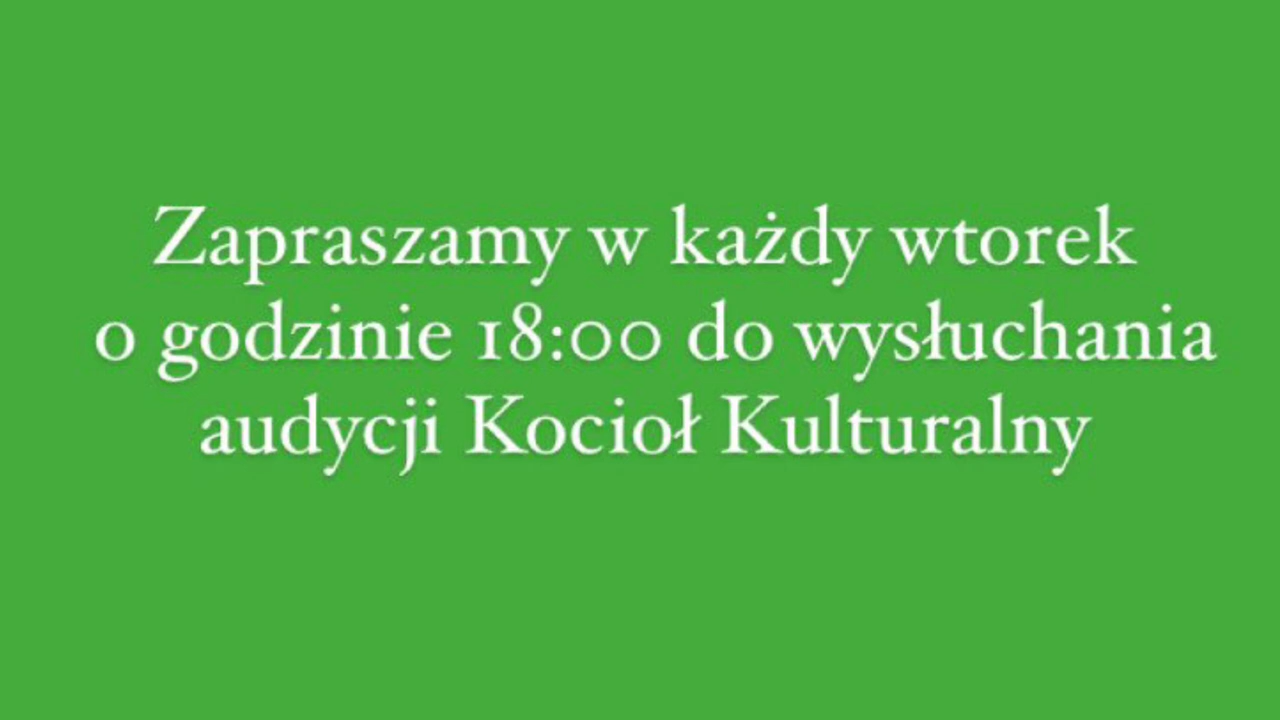 Zapraszamy w każdy wtorek
o godzinie 18:00 do wysłuchania
audycji Kocioł Kulturalny